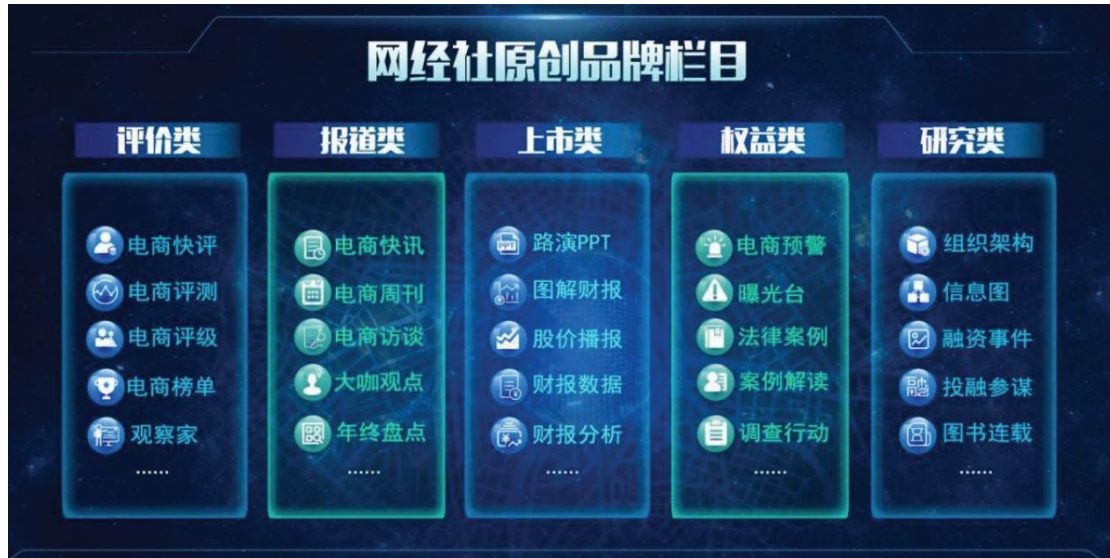 网经社原创品牌栏目
评价类
电商快评
电商评测
电商评级
电商榜单
观察家
……
报道类
电商快讯
电商周刊
电商访谈
大咖观点
年终盘点
……
上市类
路演PPT
图解财报
股价播报
财报数据
财报分析
……
权益类
电商预警
曝光台
法律案例
案例解读
调查行动
……
研究类
组织架构
信息图
融资事件
投融参谋
图书连载
……